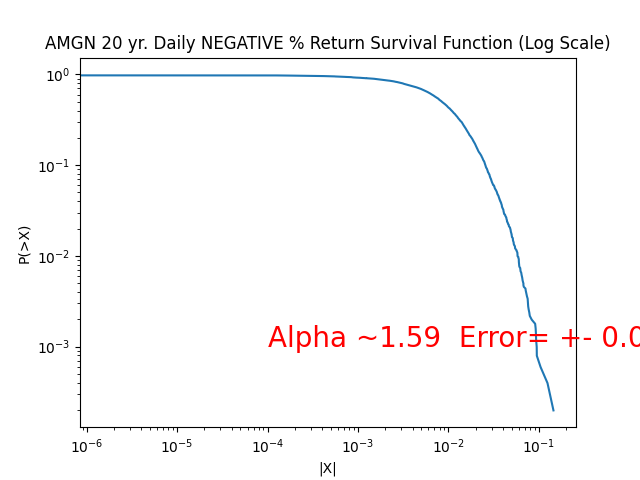 AMGN 20 yr. Daily NEGATIVE % Return Survival Function (Log Scale)
10⁰
10⁻¹
10⁻²
10⁻³
P(>X)
Alpha ~1.59  Error= +- 0.0
10⁻⁶ 10⁻⁵ 10⁻⁴ 10⁻³ 10⁻² 10⁻¹
|X|